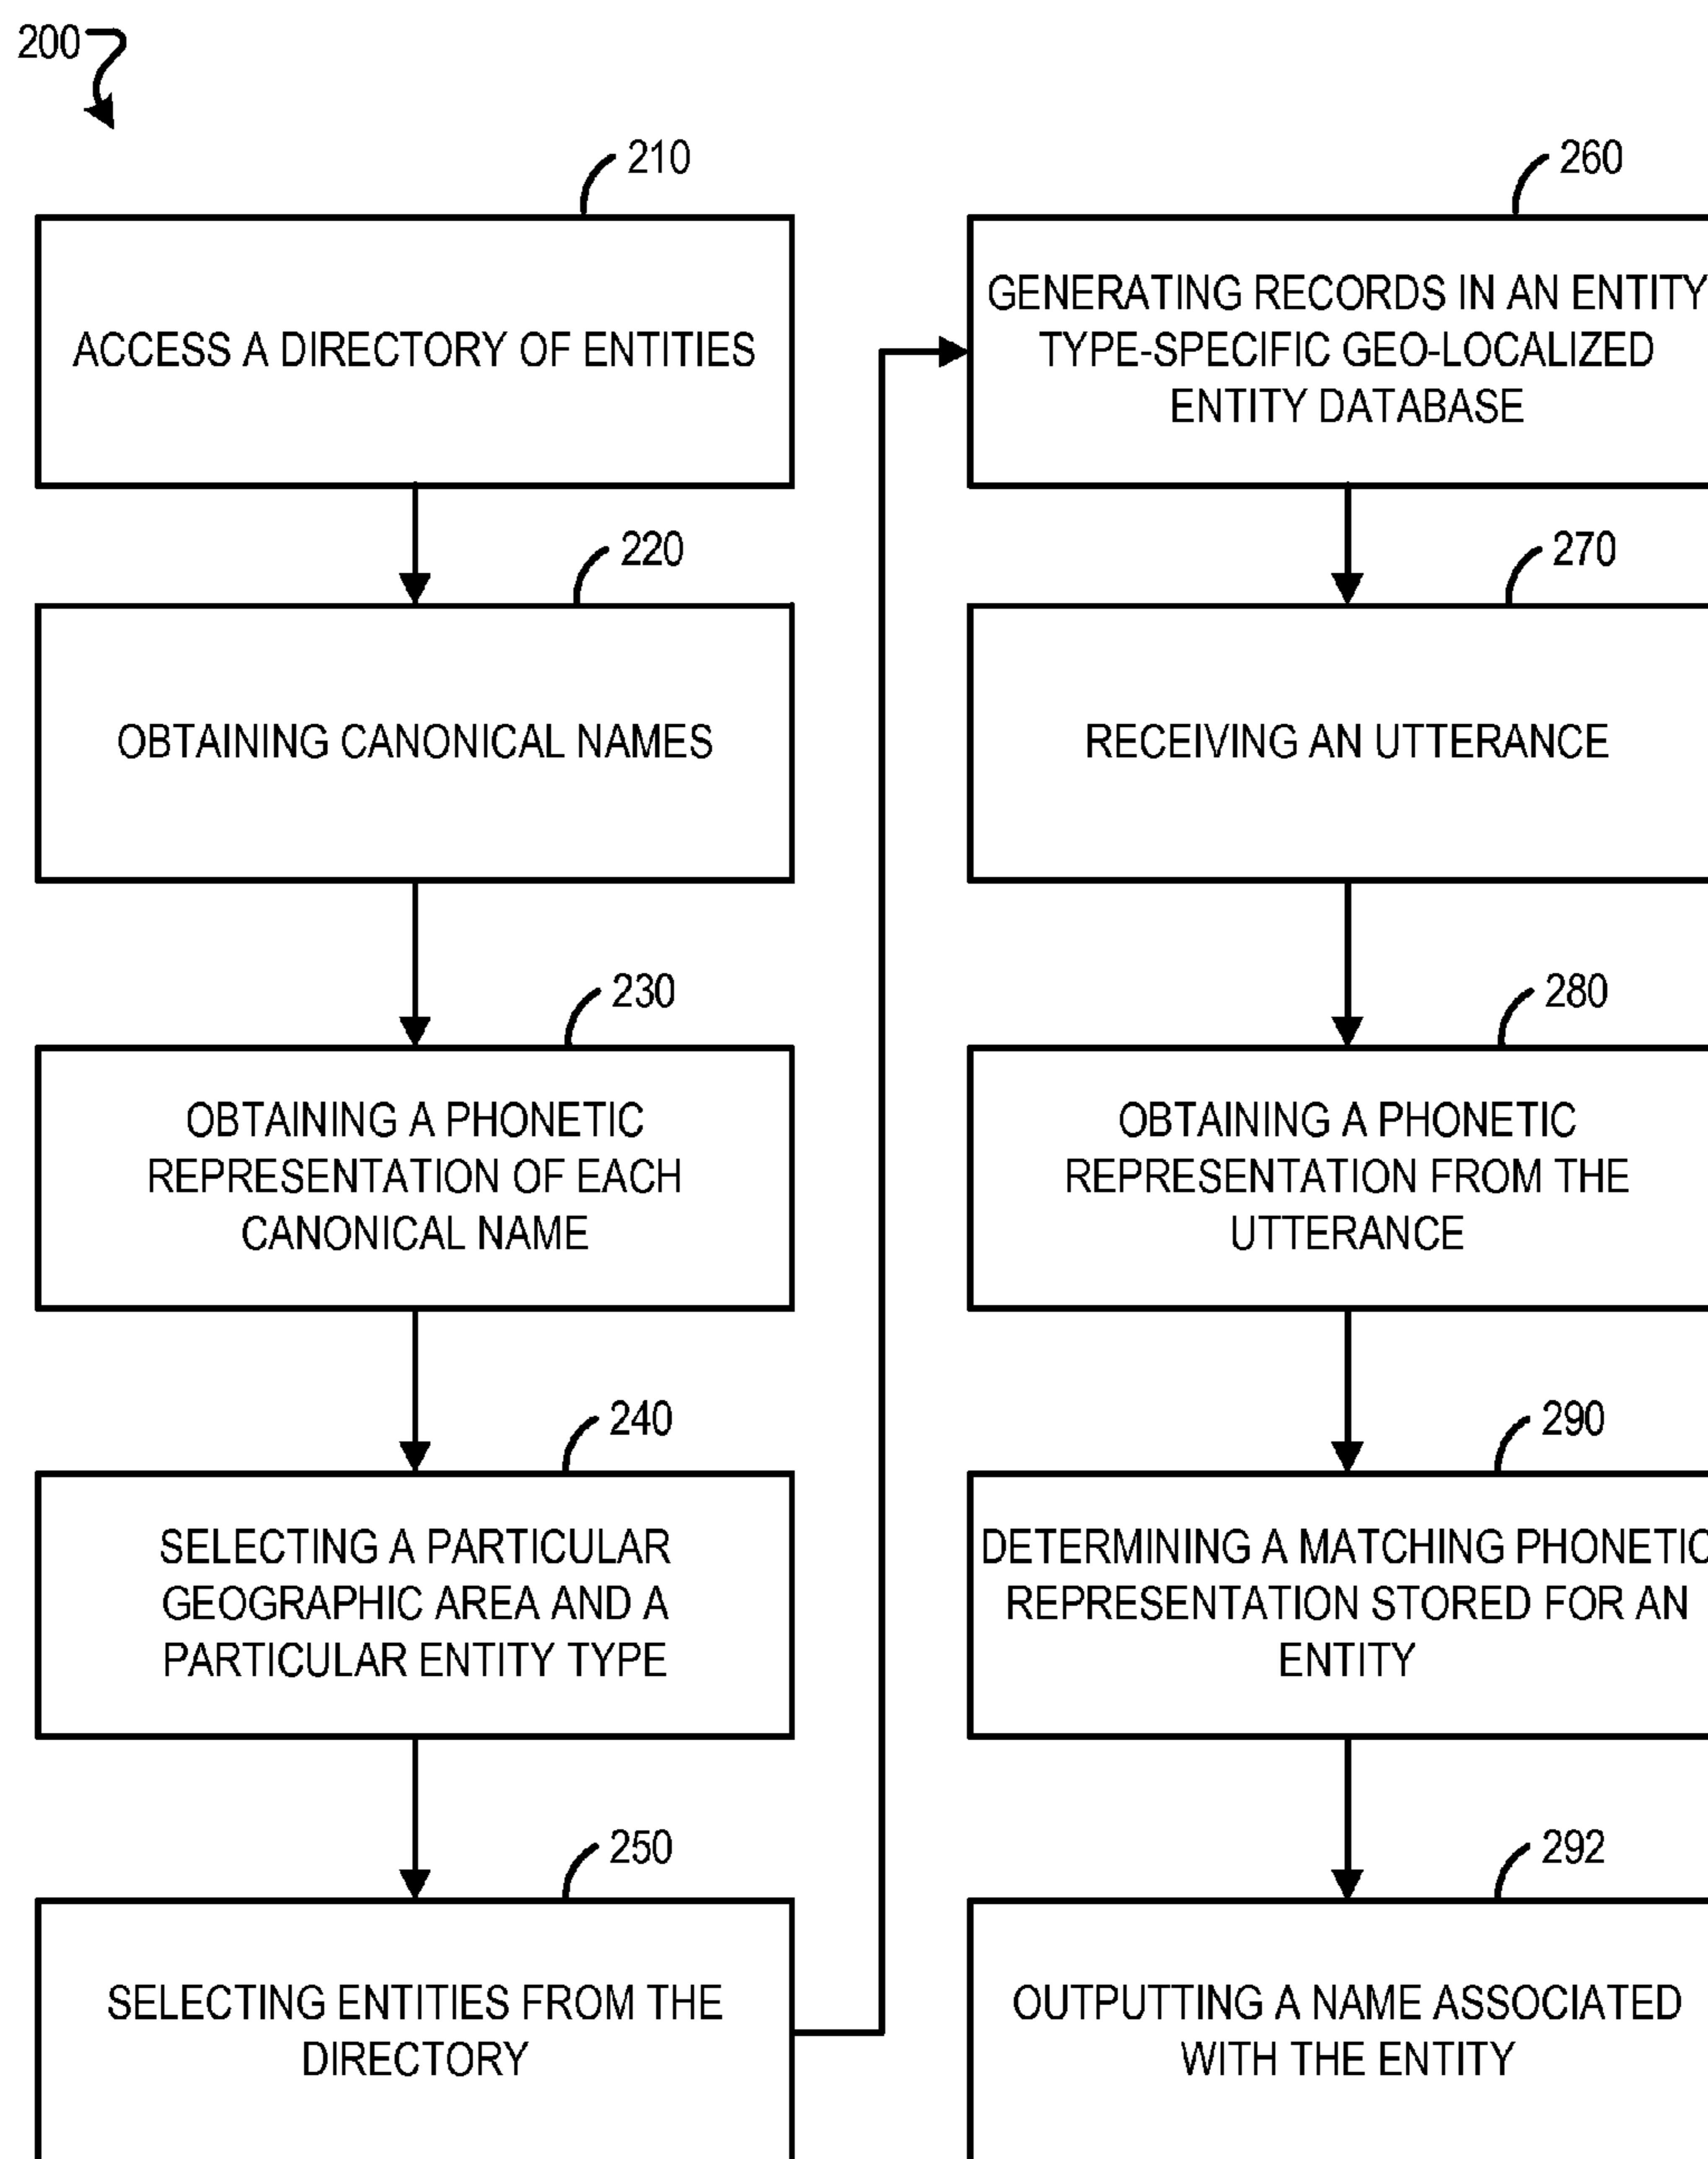 200
210
ACCESS A DIRECTORY OF ENTITIES
220
OBTAINING CANONICAL NAMES
230
OBTAINING A PHONETIC
REPRESENTATION OF EACH
CANONICAL NAME
240
SELECTING A PARTICULAR
GEOGRAPHIC AREA AND A
PARTICULAR ENTITY TYPE
250
SELECTING ENTITIES FROM THE
DIRECTORY
260
GENERATING RECORDS IN AN ENTITY
TYPE-SPECIFIC GEO-LOCALIZED
ENTITY DATABASE
270
RECEIVING AN UTTERANCE
280
OBTAINING A PHONETIC
REPRESENTATION FROM THE
UTTERANCE
290
DETERMINING A MATCHING PHONETIC
REPRESENTATION STORED FOR AN
ENTITY
292
OUTPUTTING A NAME ASSOCIATED
WITH THE ENTITY